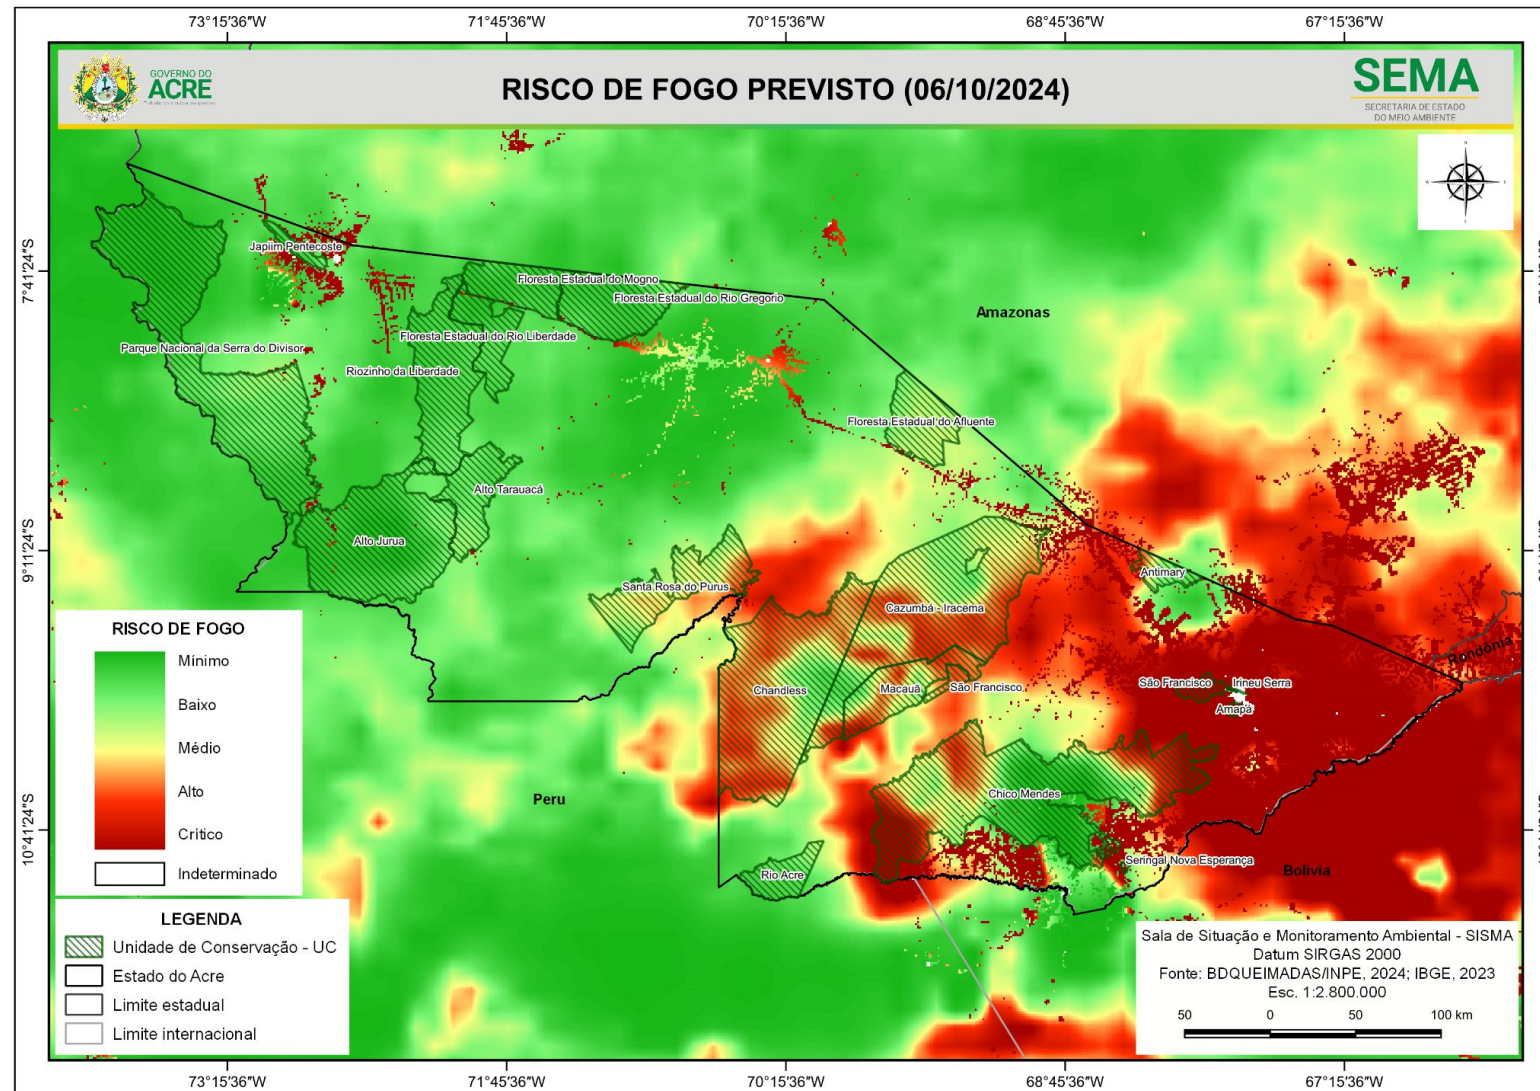 73°15'36"W 71°45'36"W 70°15'36"W 68°45'36"W 67°15'36"W
GOVERNO DO
ACRE
RISCO DE FOGO PREVISTO (06/10/2024)
SEMA
SECRETARIA DE ESTADO
DO MEIO AMBIENTE
7°41'24"S
9°11'24"S
10°41'24"S
Japiim Pentecoste
Floresta Estadual do Mogno
Floresta Estadual do Rio Gregorio
Amazonas
Floresta Estadual do Rio Liberdade
Parque Nacional da Serra do Divisor
Riozinho da Liberdade
Floresta Estadual do Afluente
Alto Tarauacá
Alto Jurua
Antimary
Santa Rosa do Purus
Cazumbá - Iracema
Rondônia
Chandless
Macauã
São Francisco
São Francisco
Irineu Serra
Amapá
Peru
Chico Mendes
Seringal Nova Esperança
Rio Acre
Bolivia
RISCO DE FOGO
Mínimo
Baixo
Médio
Alto
Crítico
Indeterminado
LEGENDA
Unidade de Conservação - UC
Estado do Acre
Limite estadual
Limite internacional
Sala de Situação e Monitoramento Ambiental - SISMA
Datum SIRGAS 2000
Fonte: BDQUEIMADAS/INPE, 2024; IBGE, 2023
Esc. 1:2.800.000
50 0 50 100 km
73°15'36"W 71°45'36"W 70°15'36"W 68°45'36"W 67°15'36"W